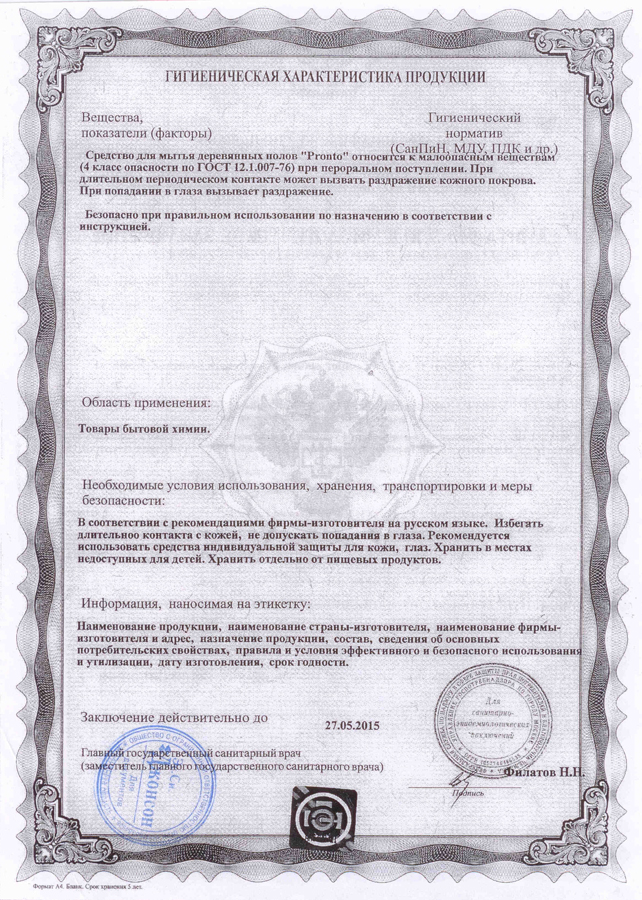 ГИГИЕНИЧЕСКАЯ ХАРАКТЕРИСТИКА ПРОДУКЦИИ
Вещества,
показатели (факторы)
Гигиенический
норматив
(СанПиН, МДУ, ПДК и др.)
Средство для мытья деревянных полов "Pronto" относится к малоопасным веществам
(4 класс опасности по ГОСТ 12.1.007-76) при пероральном поступлении. При
длительном периодическом контакте может вызвать раздражение кожного покрова.
При попадании в глаза вызывает раздражение.
Безопасно при правильном использовании по назначению в соответствии с
инструкцией.
Область применения:
Товары бытовой химии.
Необходимые условия использования, хранения, транспортировки и меры
безопасности:
В соответствии с рекомендациями фирмы-изготовителя на русском языке. Избегать
длительноо контакта с кожей, не допускать попадания в глаза. Рекомендуется
использовать средства индивидуальной защиты для кожи, глаз. Хранить в местах
недоступных для детей. Хранить отдельно от пищевых продуктов.
Информация, наносимая на этикетку:
Наименование продукции, наименование страны-изготовителя, наименование фирмы-
изготовителя и адрес, назначение продукции, состав, сведения об основных
потребительских свойствах, правила и условия эффективного и безопасного использования
и утилизации, дату изготовления, срок годности.
Заключение действительно до
27.05.2015
Для
санитарно-
эпидемиологических
заключений
Главный государственный санитарный врач
(заместитель главного государственного санитарного врача)
Филатов Н.Н.
Подпись
Джонсон
Для
документов
Формат А4. Бланк. Срок хранения 5 лет.